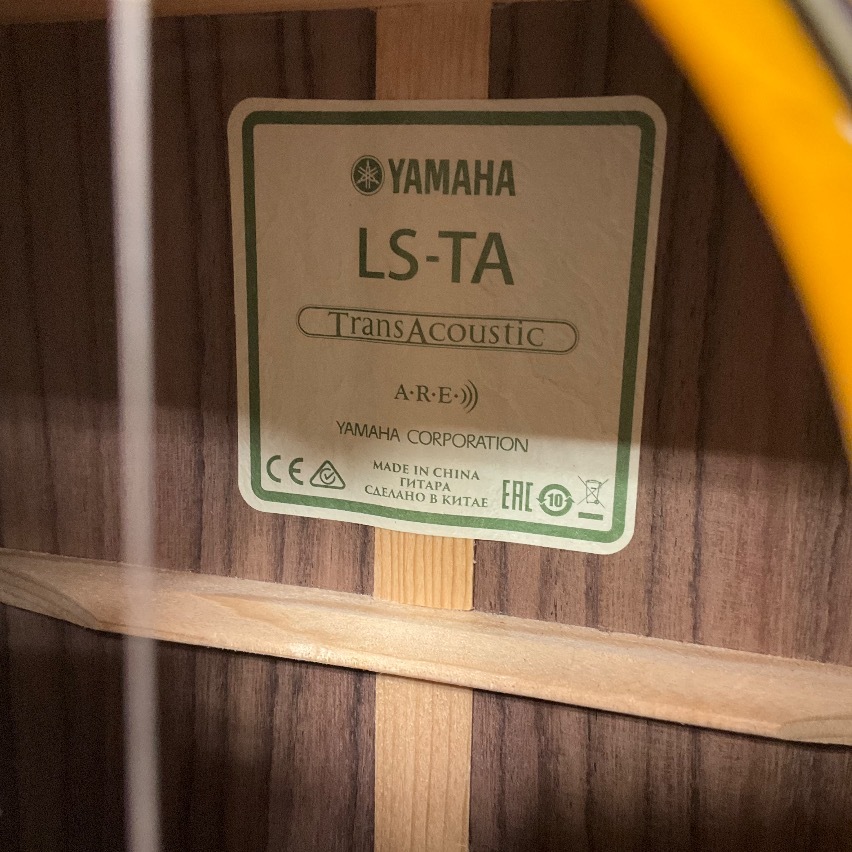 YAMAHA
LS-TA
TransAcoustic
A·R·E·
YAMAHA CORPORATION
CE
MADE IN CHINA
ГИТАРА
СДЕЛАНО В КИТАЕ
EAC
10